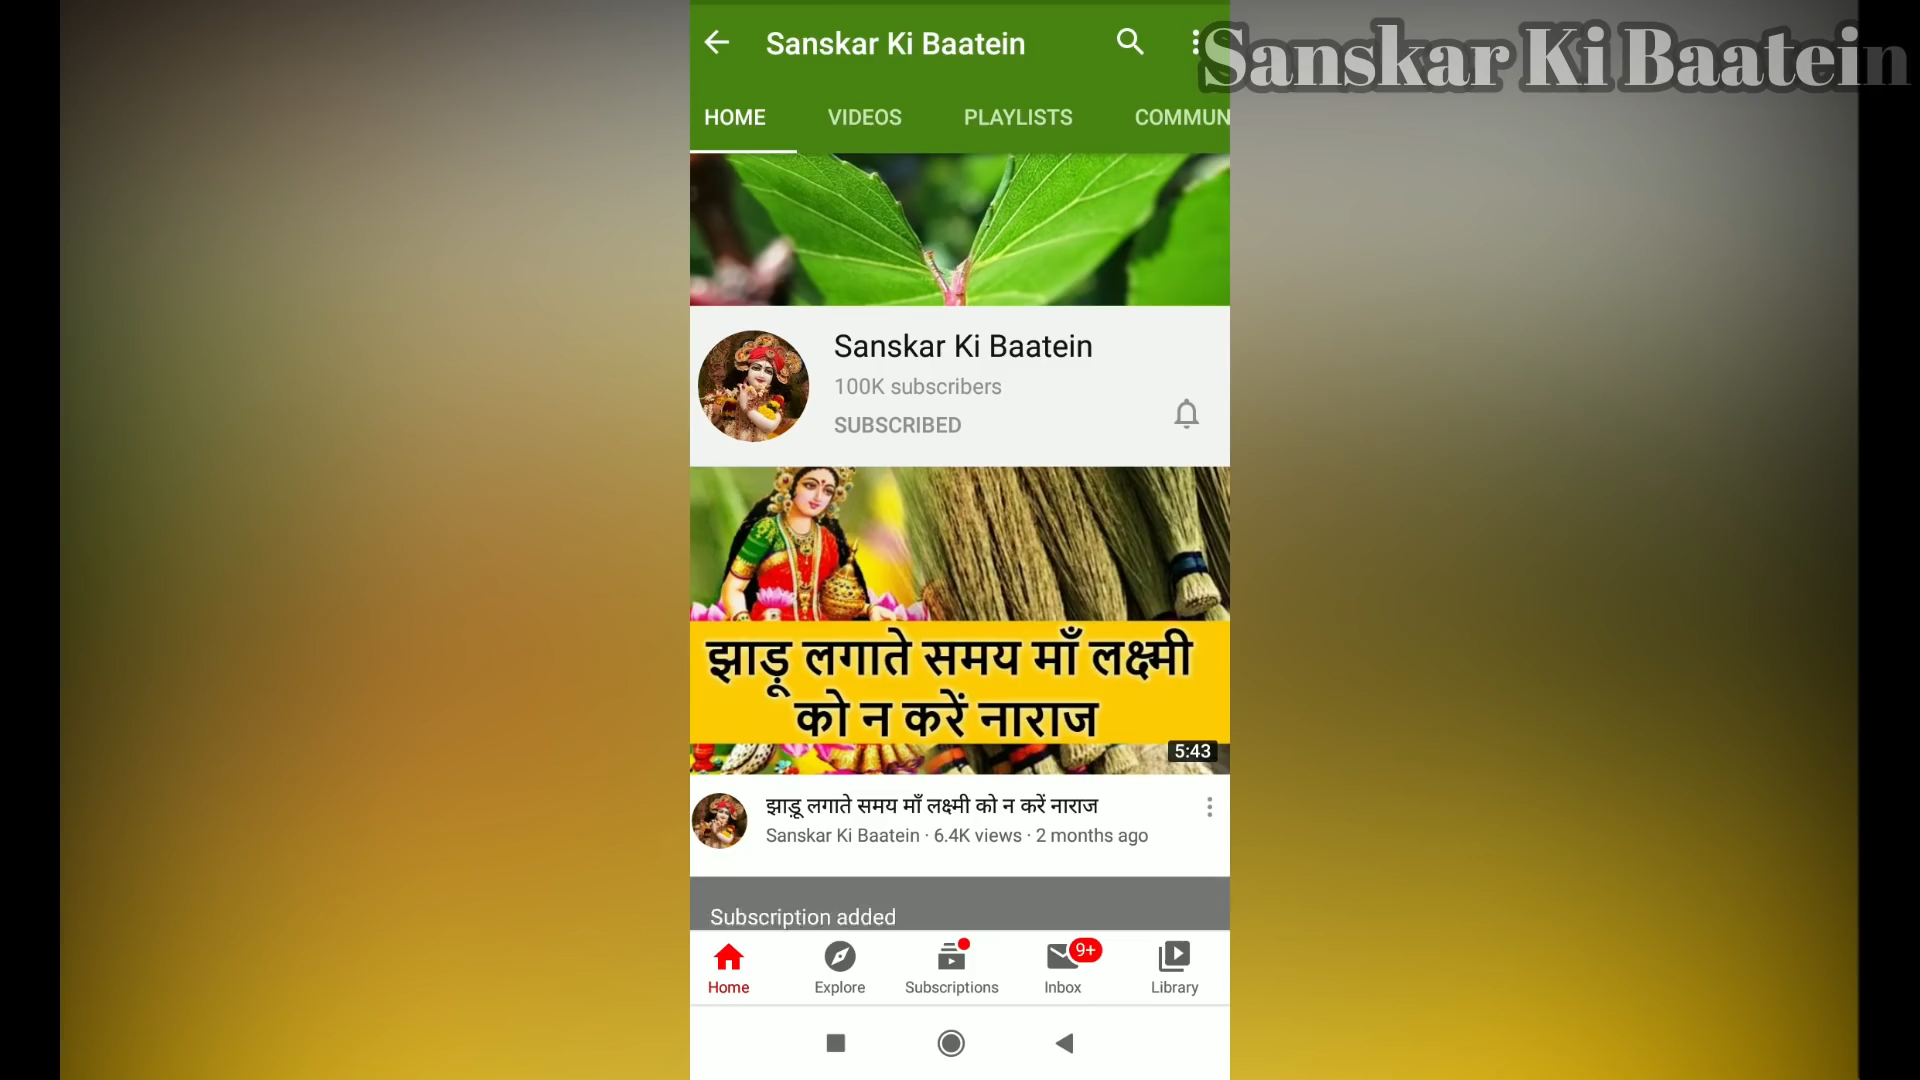 Sanskar Ki Baatein
Sanskar Ki Baatein
HOME VIDEOS PLAYLISTS COMMUN
Sanskar Ki Baatein
100K subscribers
SUBSCRIBED
झाड़ू लगाते समय माँ लक्ष्मी
को न करें नाराज
5:43
झाड़ू लगाते समय माँ लक्ष्मी को न करें नाराज
Sanskar Ki Baatein · 6.4K views · 2 months ago
Subscription added
9+
Home Explore Subscriptions Inbox Library